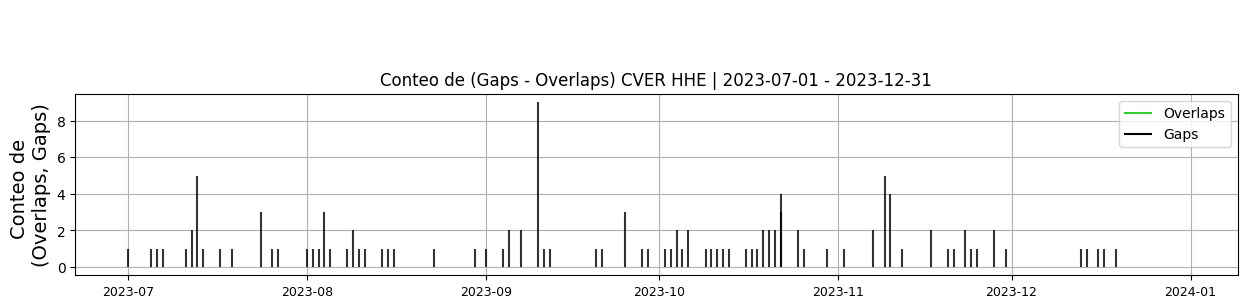 Conteo de (Gaps - Overlaps) CVER HHE | 2023-07-01 - 2023-12-31
Conteo de
(Overlaps, Gaps)
8
6
4
2
0
Overlaps
Gaps
2023-07
2023-08
2023-09
2023-10
2023-11
2023-12
2024-01